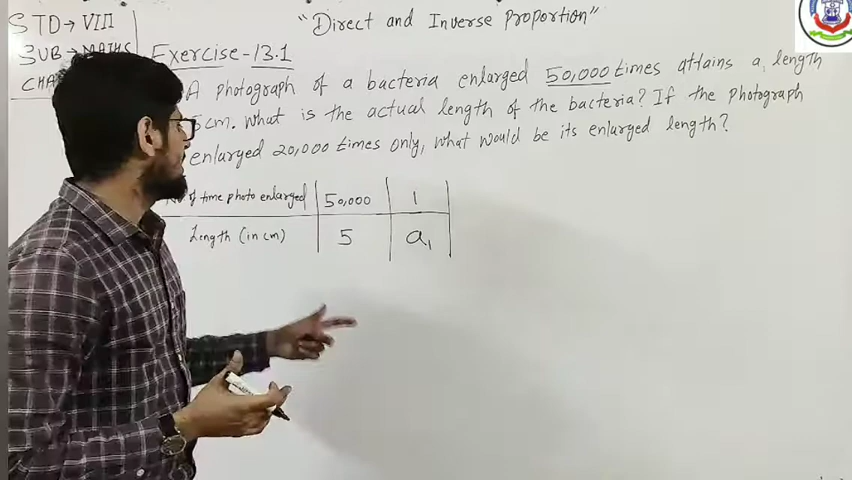 STD → VIII
"Direct and Inverse Proportion"
SUB → MATHS
Exercise-13.1
A photograph of a bacteria enlarged 50,000 times attains a length
5cm. What is the actual length of the bacteria? If the photograph
enlarged 20,000 times only, what would be its enlarged length?
of time photo enlarged 50,000 1
Length (in cm) 5 a1